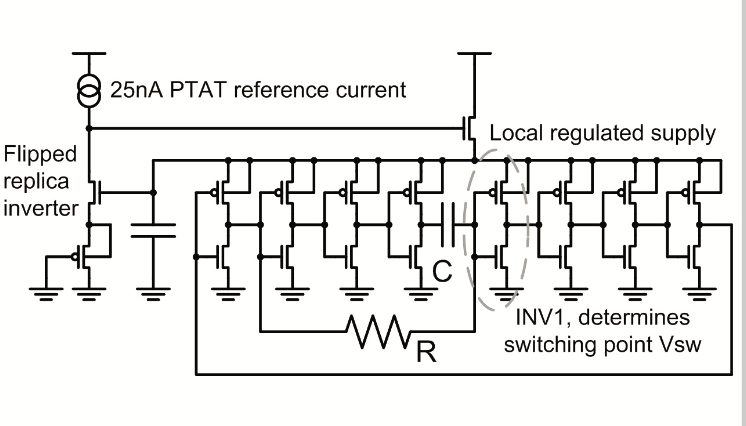 25nA PTAT reference current
Local regulated supply
Flipped
replica
inverter
C
INV1, determines
switching point Vsw
R